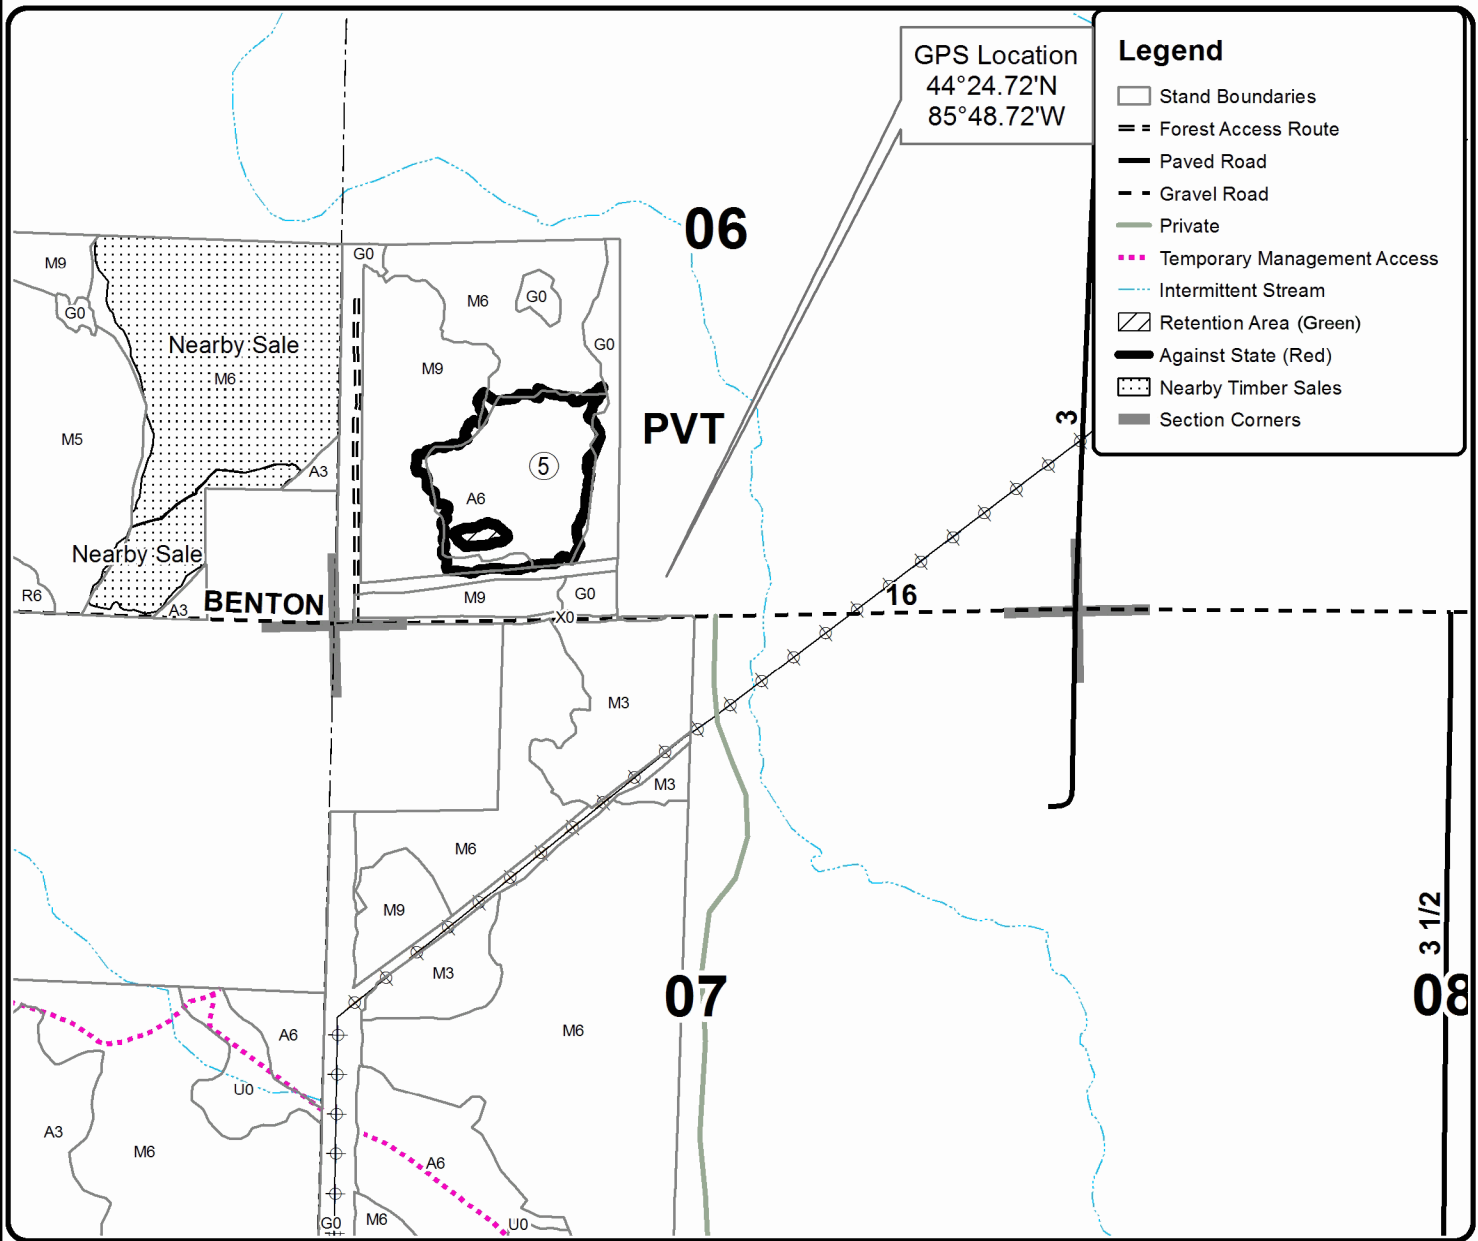 GPS Location
44°24.72'N
85°48.72'W
Legend
Stand Boundaries
Forest Access Route
Paved Road
Gravel Road
Private
Temporary Management Access
Intermittent Stream
Retention Area (Green)
Against State (Red)
Nearby Timber Sales
Section Corners
06
G0
M9
M6
G0
G0
Nearby Sale
G0
M9
M6
3
PVT
M5
5
A3
A6
Nearby Sale
R6
A3
BENTON
M9
G0
16
X0
M3
M3
M6
M9
3 1/2
M3
07
08
M6
A6
U0
A3
M6
A6
G0
M6
U0